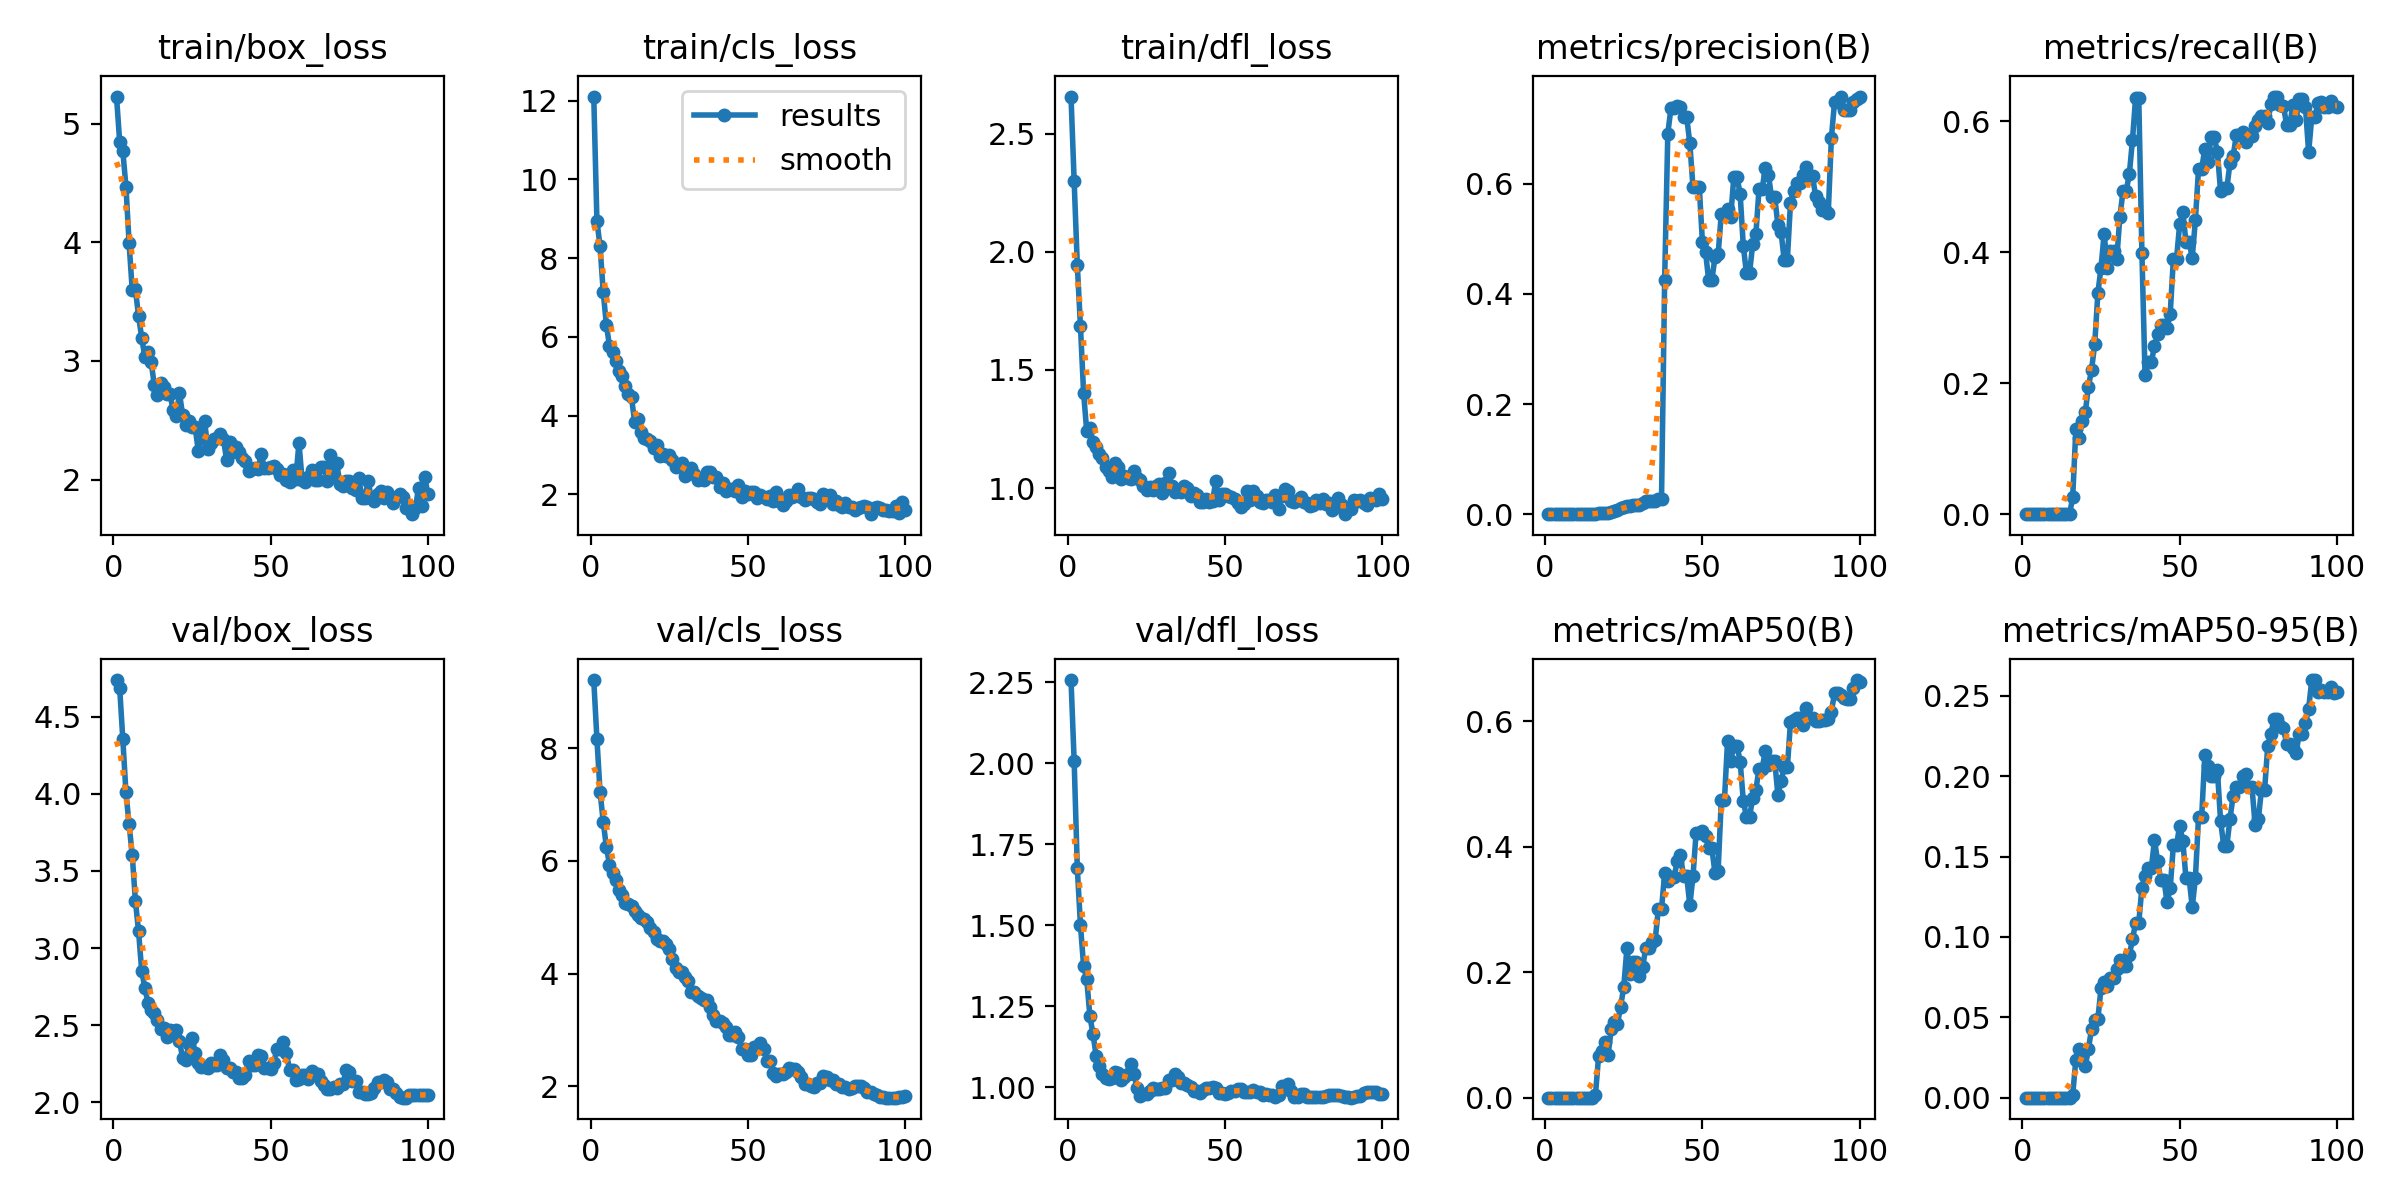 train/box_loss
5
4
3
2
0 50 100
train/cls_loss
12
10
8
6
4
2
results
smooth
0 50 100
train/dfl_loss
2.5
2.0
1.5
1.0
0 50 100
metrics/precision(B)
0.6
0.4
0.2
0.0
0 50 100
metrics/recall(B)
0.6
0.4
0.2
0.0
0 50 100
val/box_loss
4.5
4.0
3.5
3.0
2.5
2.0
0 50 100
val/cls_loss
8
6
4
2
0 50 100
val/dfl_loss
2.25
2.00
1.75
1.50
1.25
1.00
0 50 100
metrics/mAP50(B)
0.6
0.4
0.2
0.0
0 50 100
metrics/mAP50-95(B)
0.25
0.20
0.15
0.10
0.05
0.00
0 50 100